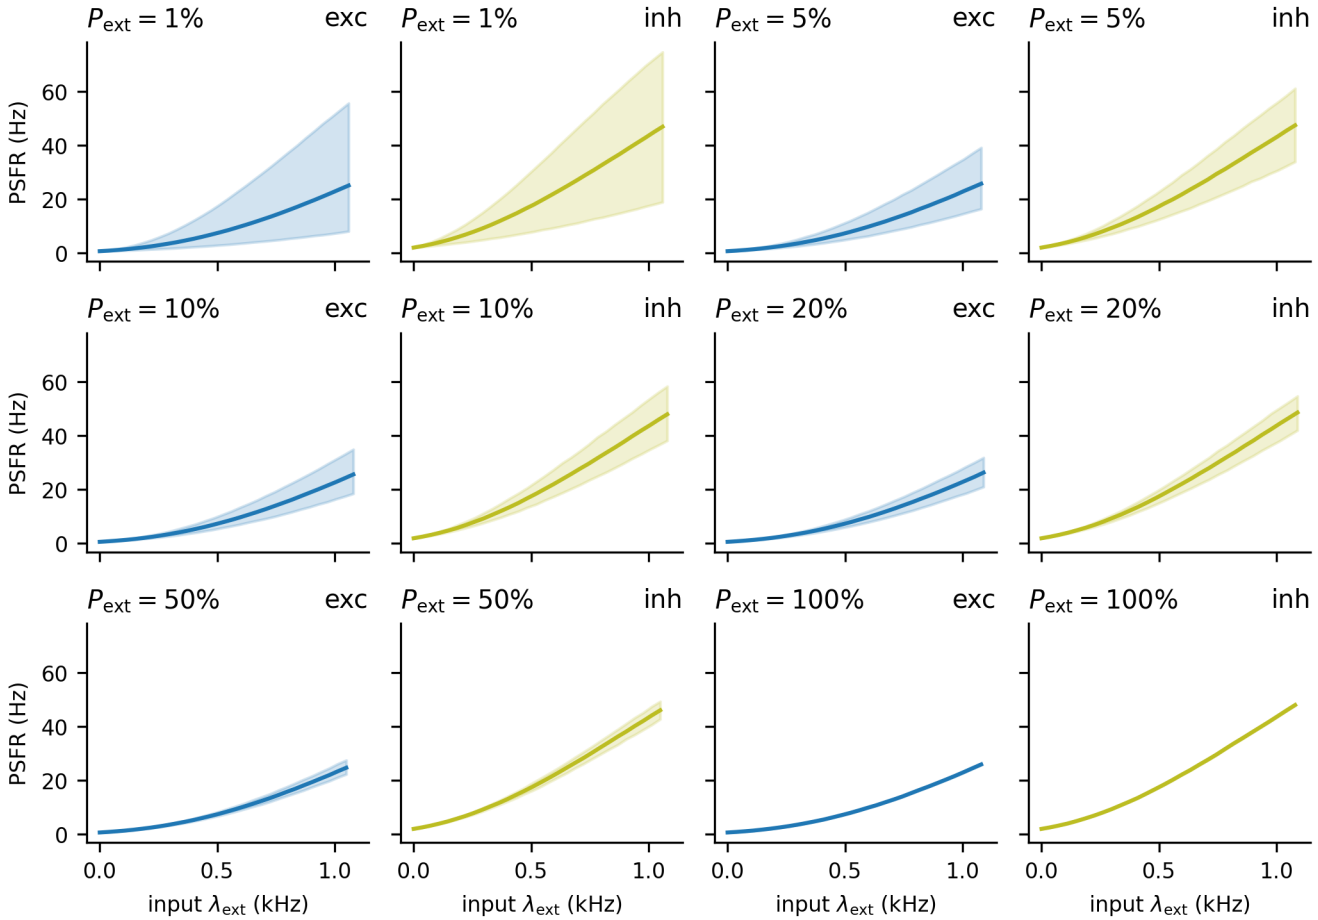 P_ext = 1% exc
P_ext = 1% inh
P_ext = 5% exc
P_ext = 5% inh
PSFR (Hz)
60
40
20
0
P_ext = 10% exc
P_ext = 10% inh
P_ext = 20% exc
P_ext = 20% inh
PSFR (Hz)
60
40
20
0
P_ext = 50% exc
P_ext = 50% inh
P_ext = 100% exc
P_ext = 100% inh
PSFR (Hz)
60
40
20
0
0.0 0.5 1.0
0.0 0.5 1.0
0.0 0.5 1.0
0.0 0.5 1.0
input λ_ext (kHz)
input λ_ext (kHz)
input λ_ext (kHz)
input λ_ext (kHz)